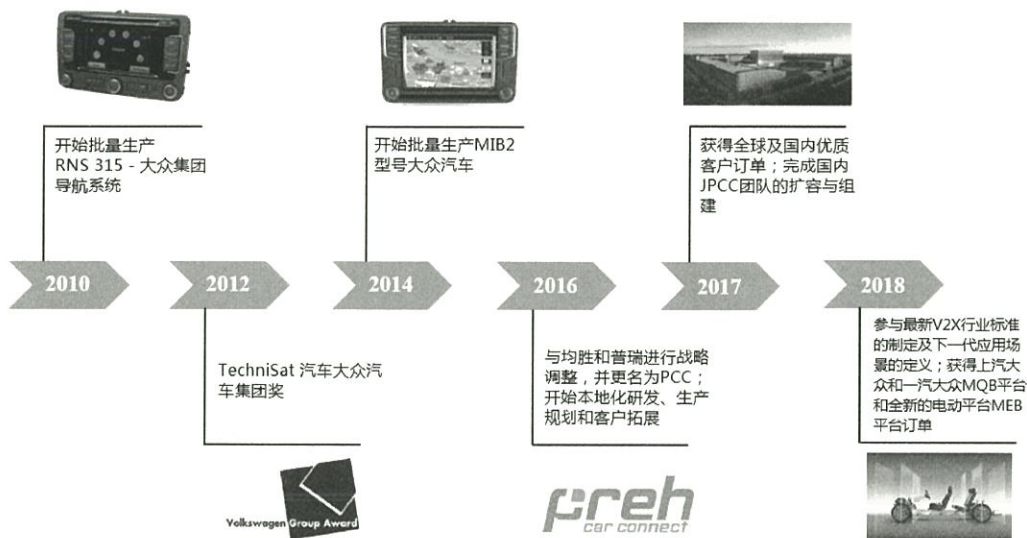 开始批量生产
RNS 315 - 大众集团
导航系统
开始批量生产MIB2
型号大众汽车
获得全球及国内优质
客户订单；完成国内
JPCC团队的扩容与组
建
2010
2012
2014
2016
2017
2018
TechniSat 汽车大众汽
车集团奖
与均胜和普瑞进行战略
调整，并更名为PCC；
开始本地化研发、生产
规划和客户拓展
参与最新V2X行业标准
的制定及下一代应用场
景的定义；获得上汽大
众和一汽大众MQB平台
和全新的电动平台MEB
平台订单
Volkswagen Group Award
preh
car connect